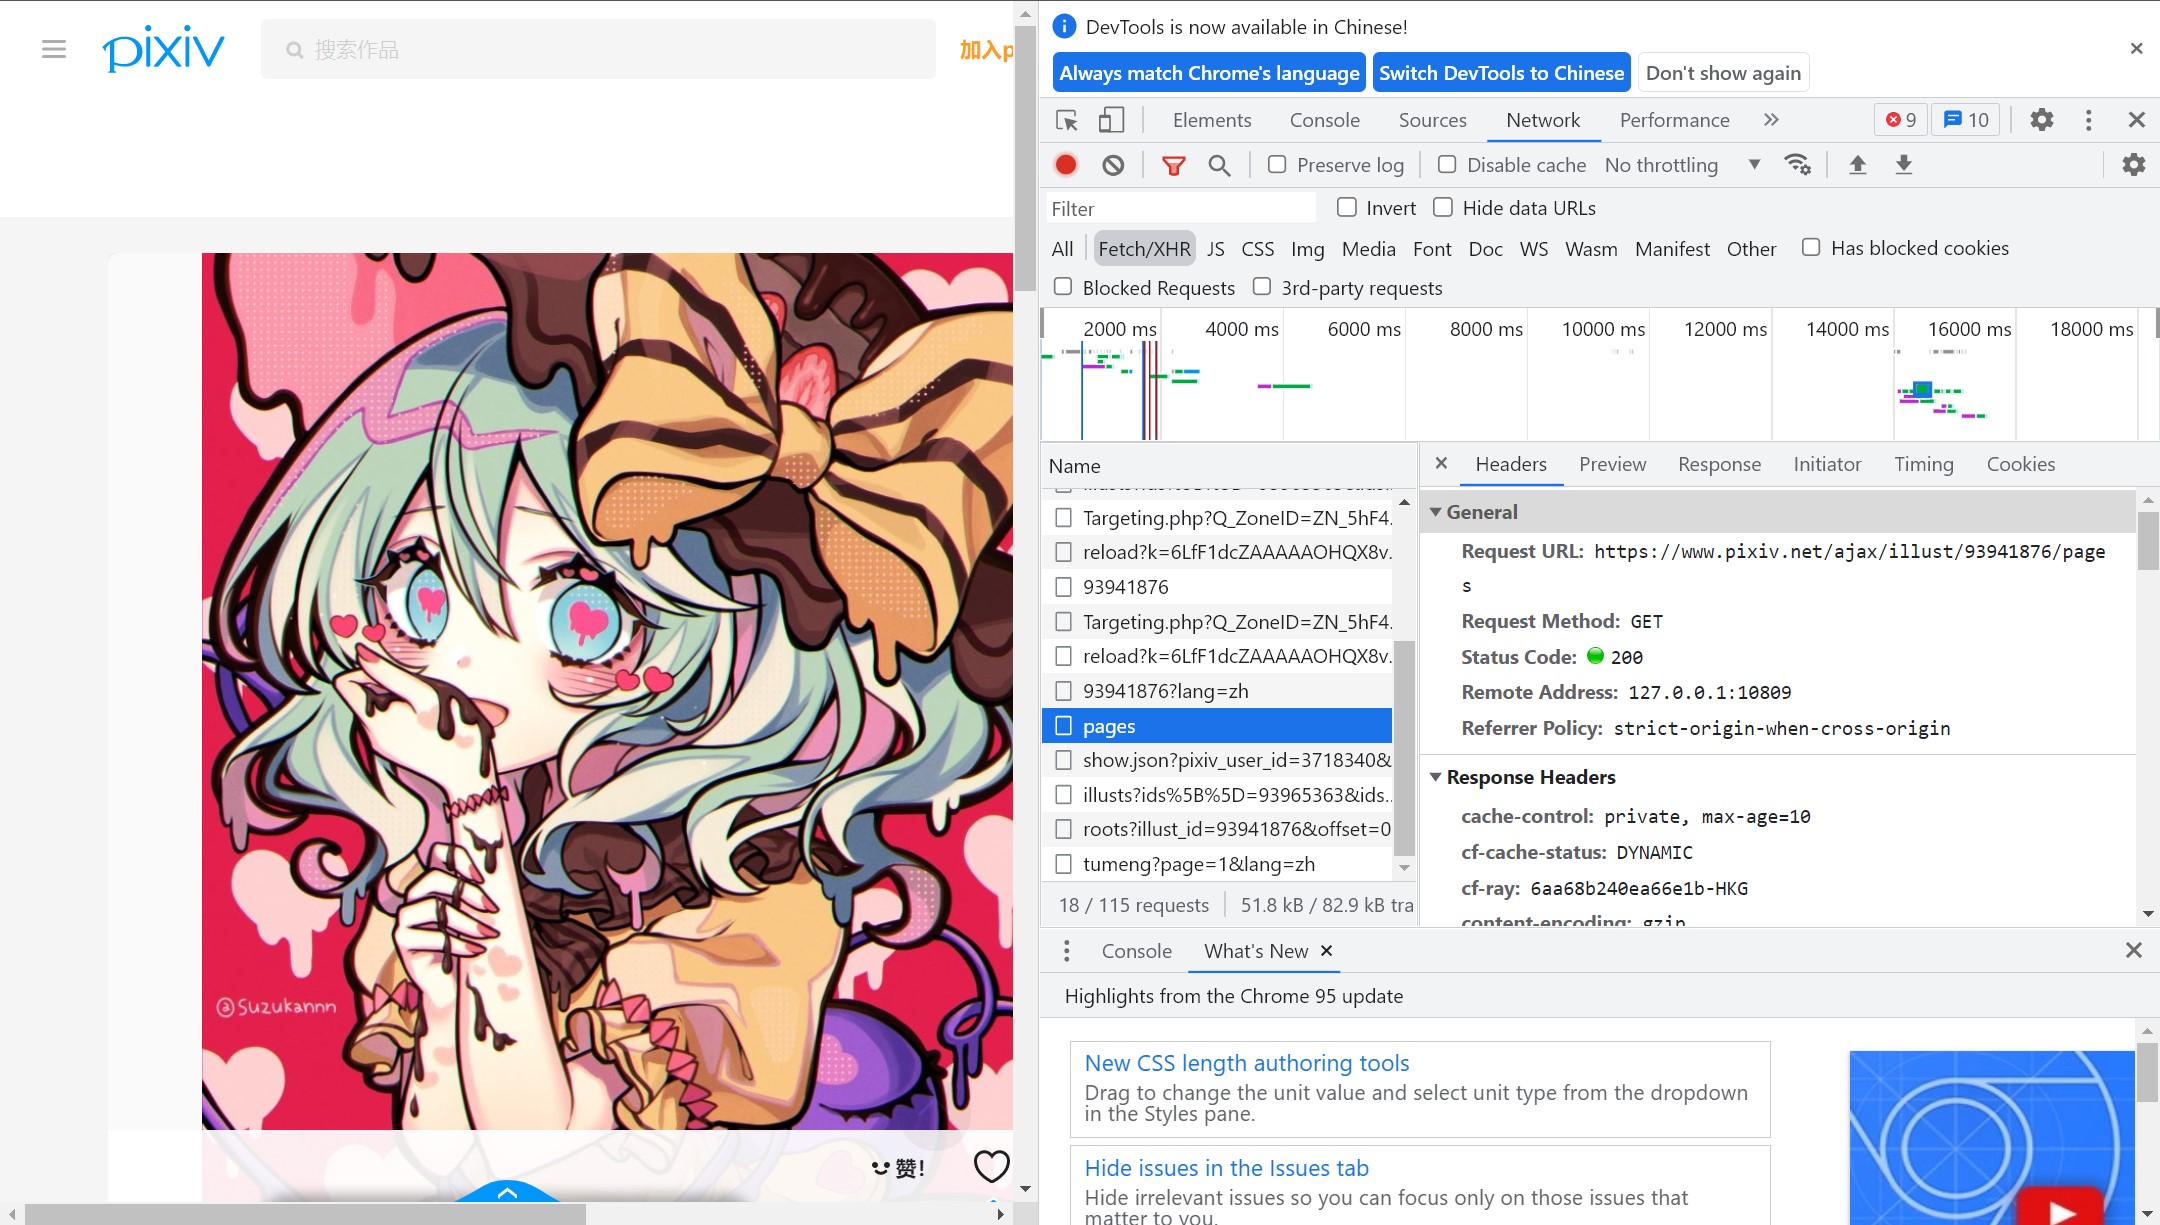 pixiv
搜索作品
加入p
@Suzukannn
赞!
DevTools is now available in Chinese!
Always match Chrome's language
Switch DevTools to Chinese
Don't show again
Elements
Console
Sources
Network
Performance
9
10
Preserve log
Disable cache
No throttling
Filter
Invert
Hide data URLs
All
Fetch/XHR
JS
CSS
Img
Media
Font
Doc
WS
Wasm
Manifest
Other
Has blocked cookies
Blocked Requests
3rd-party requests
2000 ms
4000 ms
6000 ms
8000 ms
10000 ms
12000 ms
14000 ms
16000 ms
18000 ms
Name
Targeting.php?Q_ZoneID=ZN_5hF4.
reload?k=6LfF1dcZAAAAAOHQX8v.
93941876
Targeting.php?Q_ZoneID=ZN_5hF4.
reload?k=6LfF1dcZAAAAAOHQX8v.
93941876?lang=zh
pages
show.json?pixiv_user_id=3718340&
illusts?ids%5B%5D=93965363&ids..
roots?illust_id=93941876&offset=0
tumeng?page=1&lang=zh
18 / 115 requests
51.8 kB / 82.9 kB tra
Headers
Preview
Response
Initiator
Timing
Cookies
General
Request URL: https://www.pixiv.net/ajax/illust/93941876/page
s
Request Method: GET
Status Code: 200
Remote Address: 127.0.0.1:10809
Referrer Policy: strict-origin-when-cross-origin
Response Headers
cache-control: private, max-age=10
cf-cache-status: DYNAMIC
cf-ray: 6aa68b240ea66e1b-HKG
content-encoding: gzip
Console
What's New
Highlights from the Chrome 95 update
New CSS length authoring tools
Drag to change the unit value and select unit type from the dropdown
in the Styles pane.
Hide issues in the Issues tab
Hide irrelevant issues so you can focus only on those issues that
matter to you.